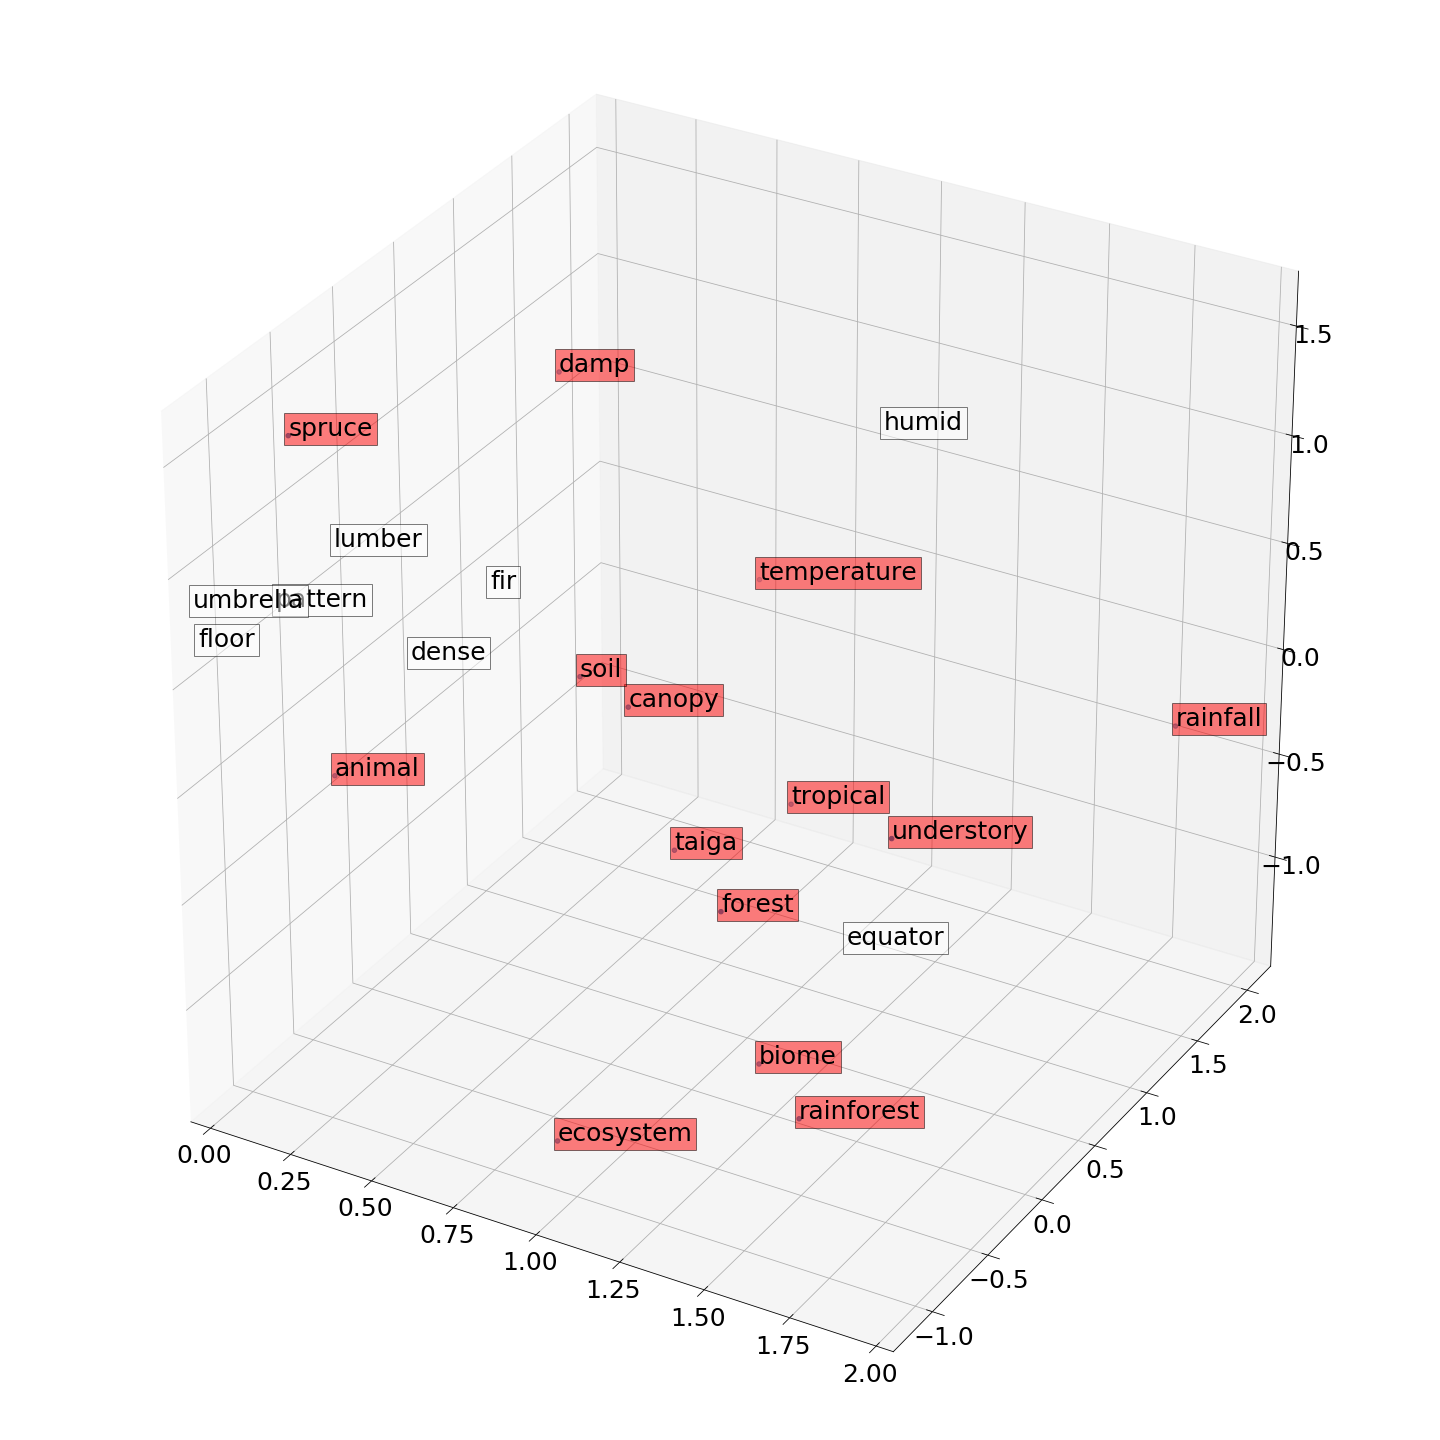 damp
humid
spruce
lumber
temperature
fir
umbrella
pattern
floor
dense
soil
canopy
rainfall
animal
tropical
understory
taiga
forest
equator
biome
rainforest
ecosystem
1.5
1.0
0.5
0.0
−0.5
−1.0
2.0
1.5
1.0
0.5
0.0
−0.5
−1.0
0.00
0.25
0.50
0.75
1.00
1.25
1.50
1.75
2.00